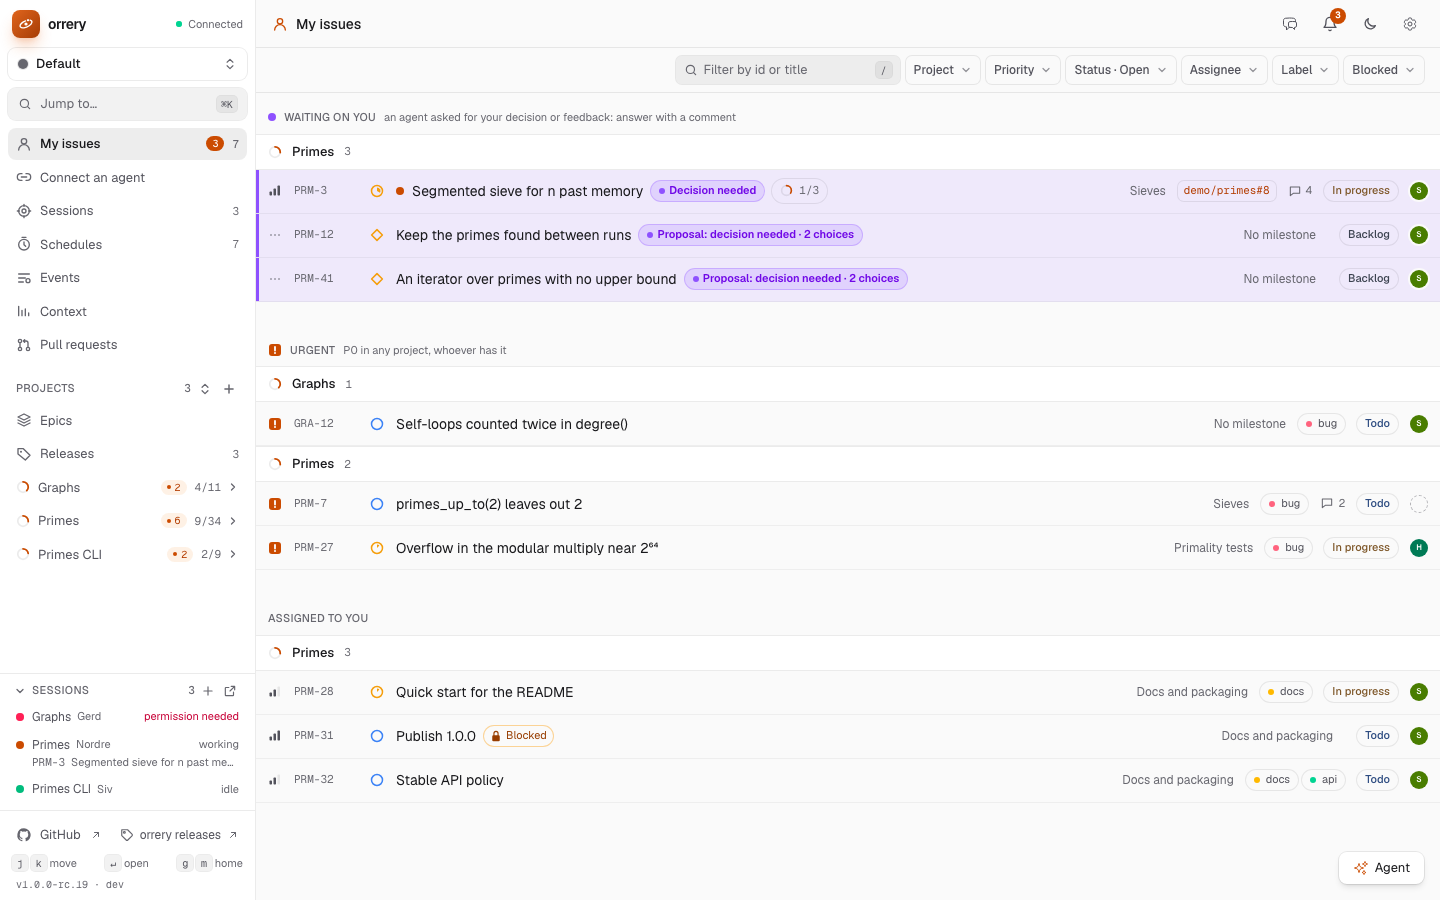 orrery
Connected
Default
Jump to…
⌘K
My issues
3
7
Connect an agent
Sessions
3
Schedules
7
Events
Context
Pull requests
PROJECTS
3
Epics
Releases
3
Graphs
2
4/11
Primes
6
9/34
Primes CLI
2
2/9
SESSIONS
3
Graphs Gerd permission needed
Primes Nordre working
PRM-3 Segmented sieve for n past me…
Primes CLI Siv idle
GitHub
orrery releases
j k move
↵ open
g m home
v1.0.0-rc.19 · dev
My issues
3
Filter by id or title
/
Project
Priority
Status · Open
Assignee
Label
Blocked
WAITING ON YOU an agent asked for your decision or feedback: answer with a comment
Primes 3
PRM-3 Segmented sieve for n past memory Decision needed 1/3 Sieves demo/primes#8 4 In progress S
PRM-12 Keep the primes found between runs Proposal: decision needed · 2 choices No milestone Backlog S
PRM-41 An iterator over primes with no upper bound Proposal: decision needed · 2 choices No milestone Backlog S
URGENT P0 in any project, whoever has it
Graphs 1
GRA-12 Self-loops counted twice in degree() No milestone bug Todo S
Primes 2
PRM-7 primes_up_to(2) leaves out 2 Sieves bug 2 Todo
PRM-27 Overflow in the modular multiply near 2⁶⁴ Primality tests bug In progress H
ASSIGNED TO YOU
Primes 3
PRM-28 Quick start for the README Docs and packaging docs In progress S
PRM-31 Publish 1.0.0 Blocked Docs and packaging Todo S
PRM-32 Stable API policy Docs and packaging docs api Todo S
Agent